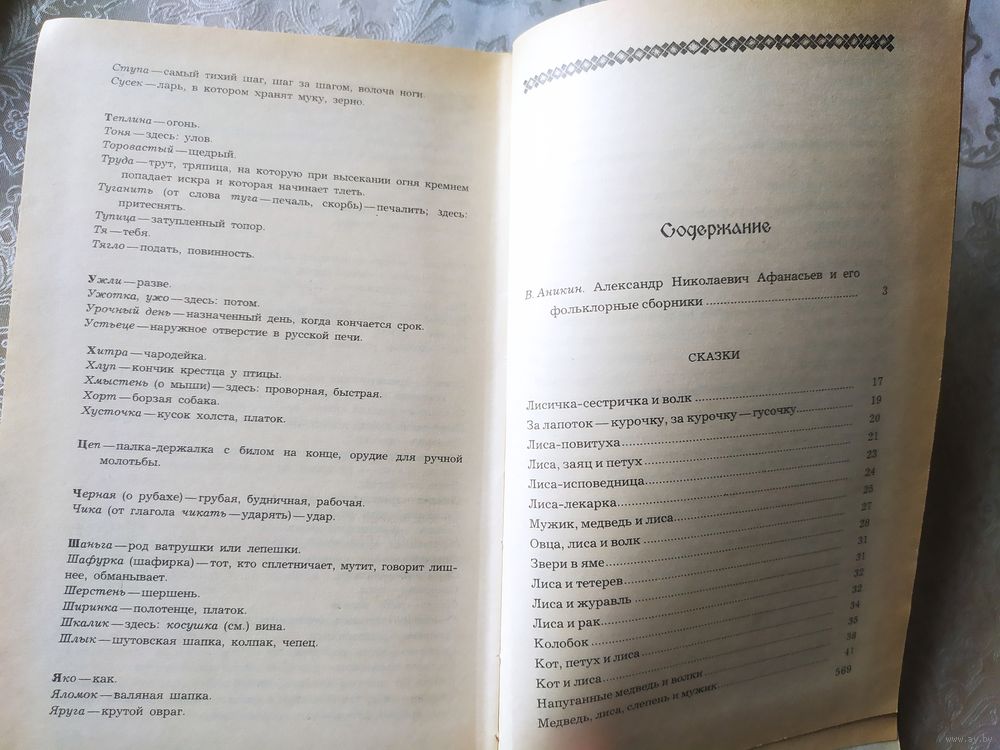 Ступа — самый тихий шаг, шаг за шагом, волоча ноги.
Сусек — ларь, в котором хранят муку, зерно.
Теплина — огонь.
Тоня — здесь: улов.
Торовастый — щедрый.
Труда — трут, тряпица, на которую при высекании огня кремнем
попадает искра и которая начинает тлеть.
Туганить (от слова туга — печаль, скорбь) — печалить; здесь:
притеснять.
Тупица — затупленный топор.
Тя — тебя.
Тягло — подать, повинность.
Ужли — разве.
Ужотка, ужо — здесь: потом.
Урочный день — назначенный день, когда кончается срок.
Устьеце — наружное отверстие в русской печи.
Хитра — чародейка.
Хлуп — кончик крестца у птицы.
Хмыстень (о мыши) — здесь: проворная, быстрая.
Хорт — борзая собака.
Хусточка — кусок холста, платок.
Цеп — палка-держалка с билом на конце, орудие для ручной
молотьбы.
Черная (о рубахе) — грубая, будничная, рабочая.
Чика (от глагола чикать — ударять) — удар.
Шаньга — род ватрушки или лепешки.
Шафурка (шафирка) — тот, кто сплетничает, мутит, говорит лиш-
нее, обманывает.
Шерстень — шершень.
Ширинка — полотенце, платок.
Шкалик — здесь: косушка (см.) вина.
Шлык — шутовская шапка, колпак, чепец.
Яко — как.
Яломок — валяная шапка.
Яруга — крутой овраг.
Содержание
В. Аникин. Александр Николаевич Афанасьев и его
фольклорные сборники 3
СКАЗКИ
Лисичка-сестричка и волк 17
За лапоток — курочку, за курочку — гусочку 19
Лиса-повитуха 20
Лиса, заяц и петух 21
Лиса-исповедница 23
Лиса-лекарка 24
Мужик, медведь и лиса 25
Овца, лиса и волк 27
Звери в яме 28
Лиса и тетерев 31
Лиса и журавль 31
Лиса и рак 32
Колобок 32
Кот, петух и лиса 34
Кот и лиса 35
Напуганные медведь и волки 38
Медведь, лиса, слепень и мужик 41
569
www.ay.by